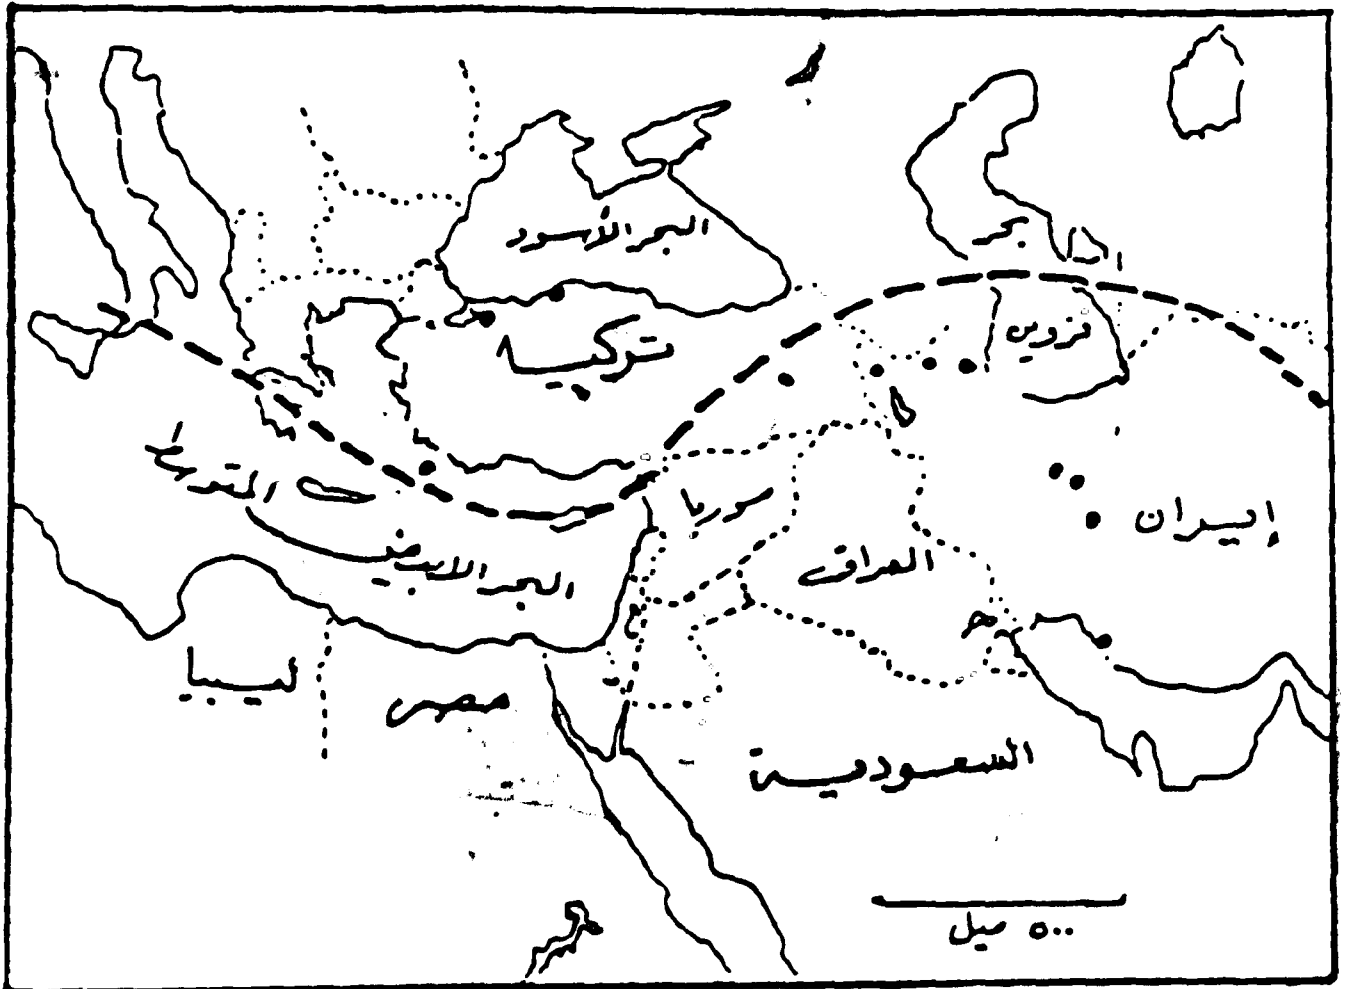 البحر الأسود
بحر
قزوين
تركيا
المتوسط
سوريا
إيران
البحر الأبيض
العراق
ليبيا
مصر
السعودية
٥٠٠ ميل